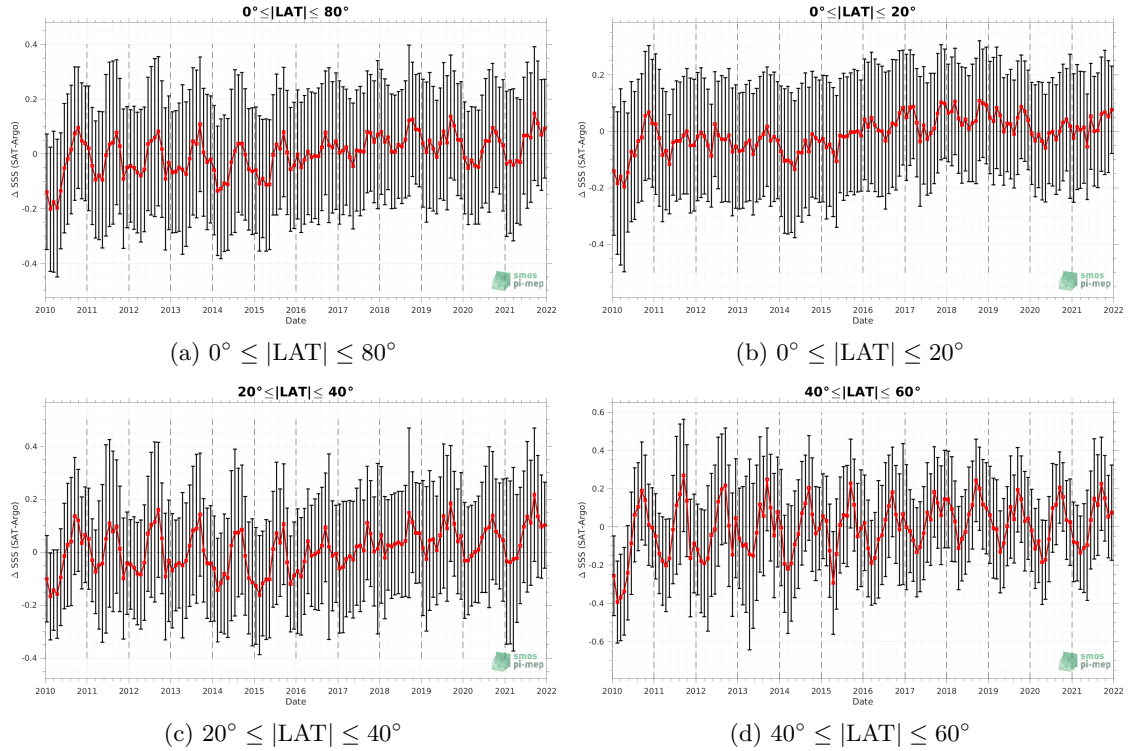 0°≤|LAT|≤ 80°
Δ SSS (SAT-Argo)
0.4
0.2
0
-0.2
-0.4
2010 2011 2012 2013 2014 2015 2016 2017 2018 2019 2020 2021 2022
Date
smos
pi-mep
(a) 0° ≤ |LAT| ≤ 80°
0°≤|LAT|≤ 20°
Δ SSS (SAT-Argo)
0.2
0
-0.2
-0.4
2010 2011 2012 2013 2014 2015 2016 2017 2018 2019 2020 2021 2022
Date
smos
pi-mep
(b) 0° ≤ |LAT| ≤ 20°
20°≤|LAT|≤ 40°
Δ SSS (SAT-Argo)
0.4
0.2
0
-0.2
-0.4
2010 2011 2012 2013 2014 2015 2016 2017 2018 2019 2020 2021 2022
Date
smos
pi-mep
(c) 20° ≤ |LAT| ≤ 40°
40°≤|LAT|≤ 60°
Δ SSS (SAT-Argo)
0.6
0.4
0.2
0
-0.2
-0.4
-0.6
2010 2011 2012 2013 2014 2015 2016 2017 2018 2019 2020 2021 2022
Date
smos
pi-mep
(d) 40° ≤ |LAT| ≤ 60°